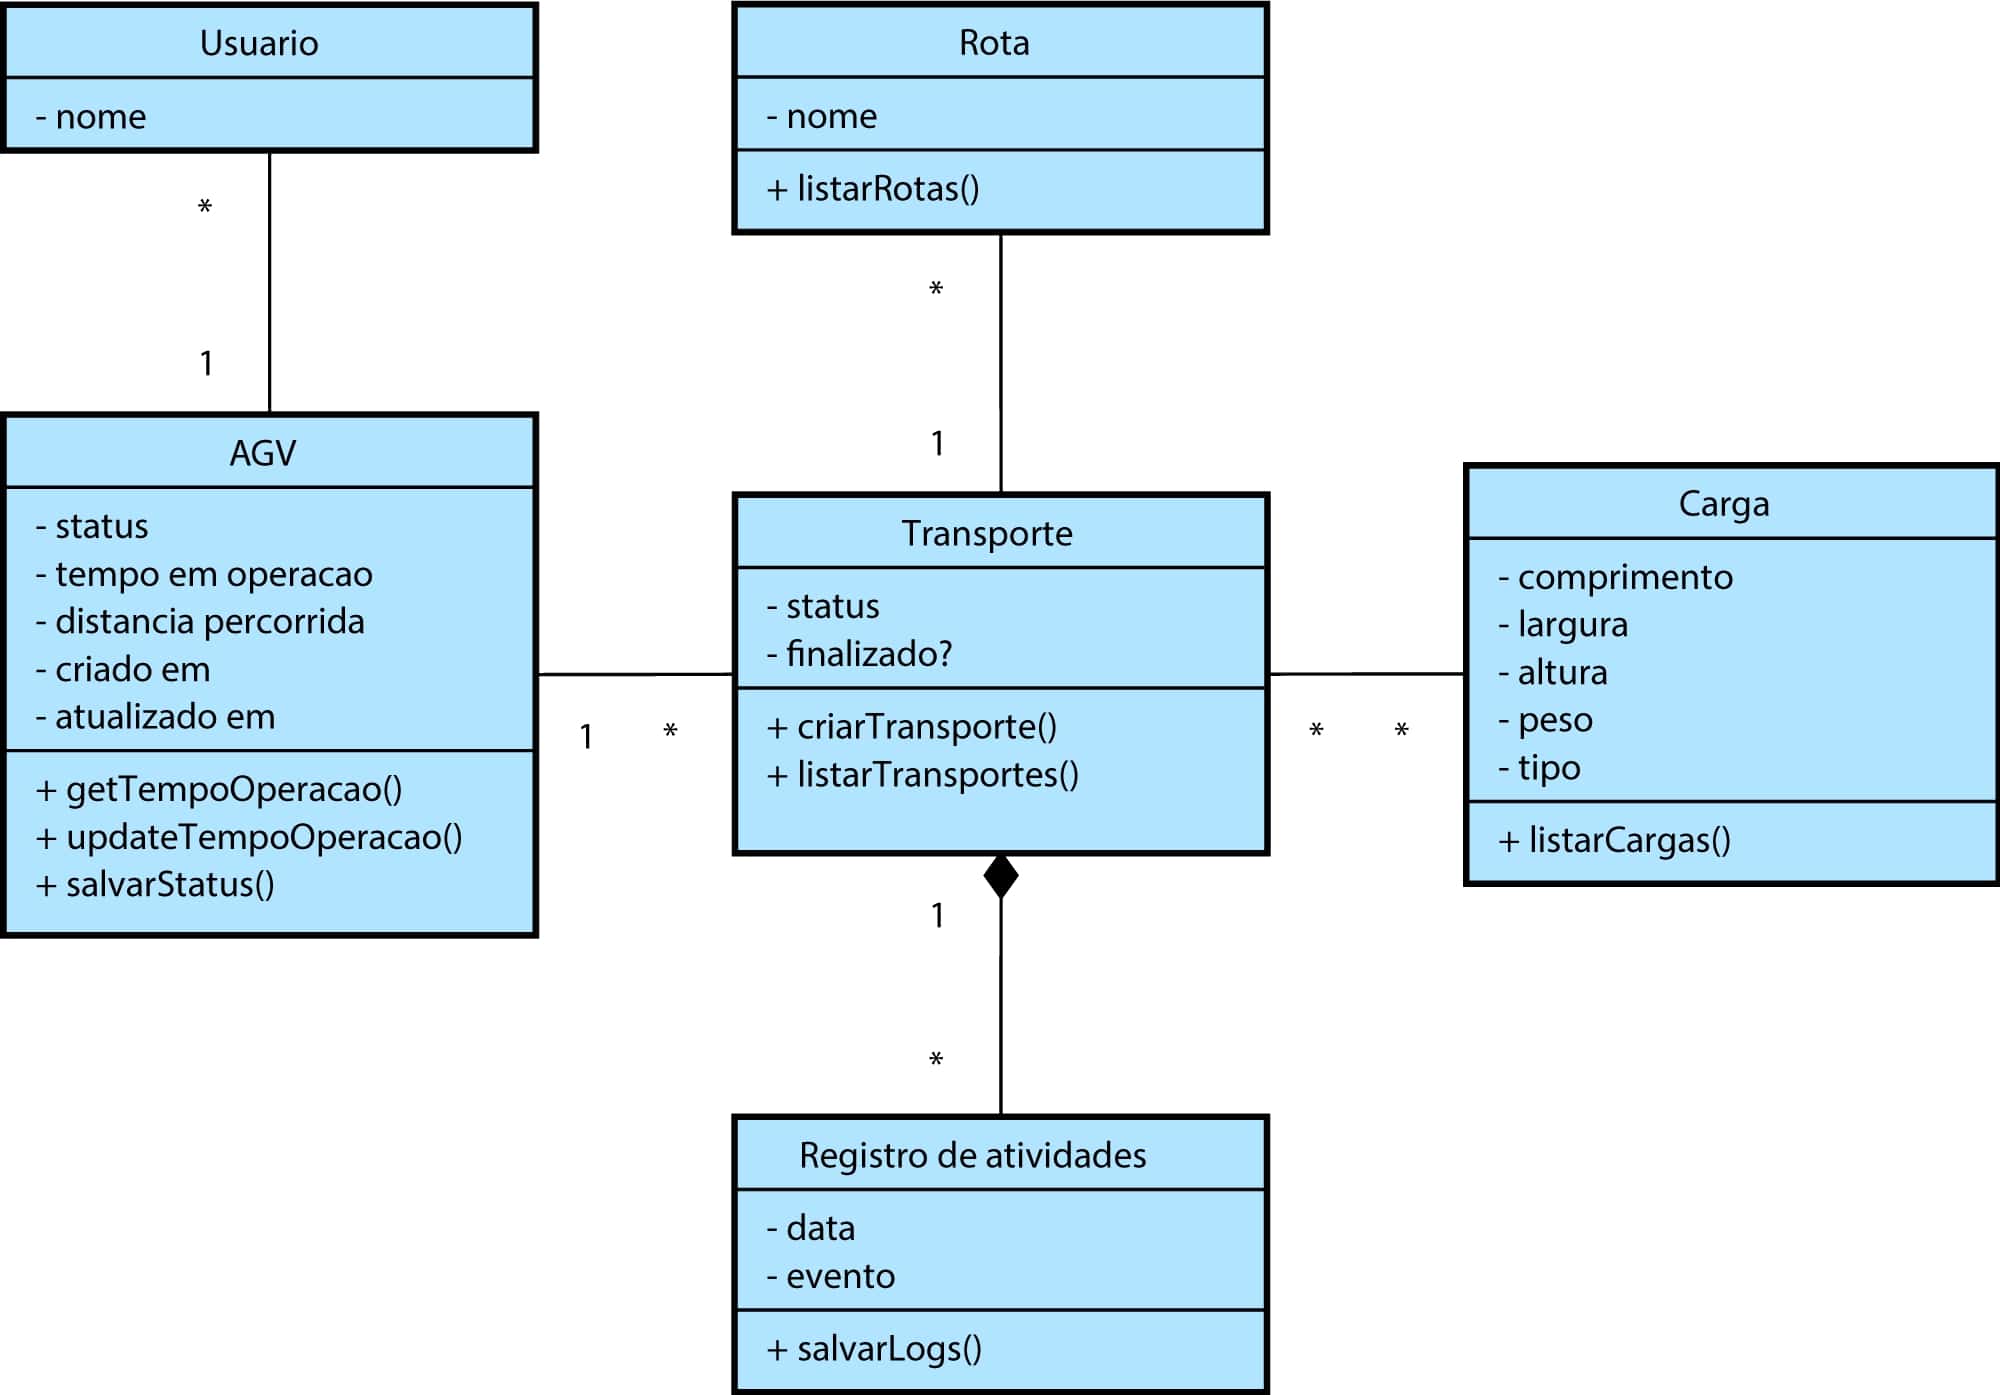 Usuario
- nome
*
1
Rota
- nome
+ listarRotas()
*
1
AGV
- status
- tempo em operacao
- distancia percorrida
- criado em
- atualizado em
+ getTempoOperacao()
+ updateTempoOperacao()
+ salvarStatus()
1
*
Transporte
- status
- finalizado?
+ criarTransporte()
+ listarTransportes()
*
*
Carga
- comprimento
- largura
- altura
- peso
- tipo
+ listarCargas()
1
*
Registro de atividades
- data
- evento
+ salvarLogs()